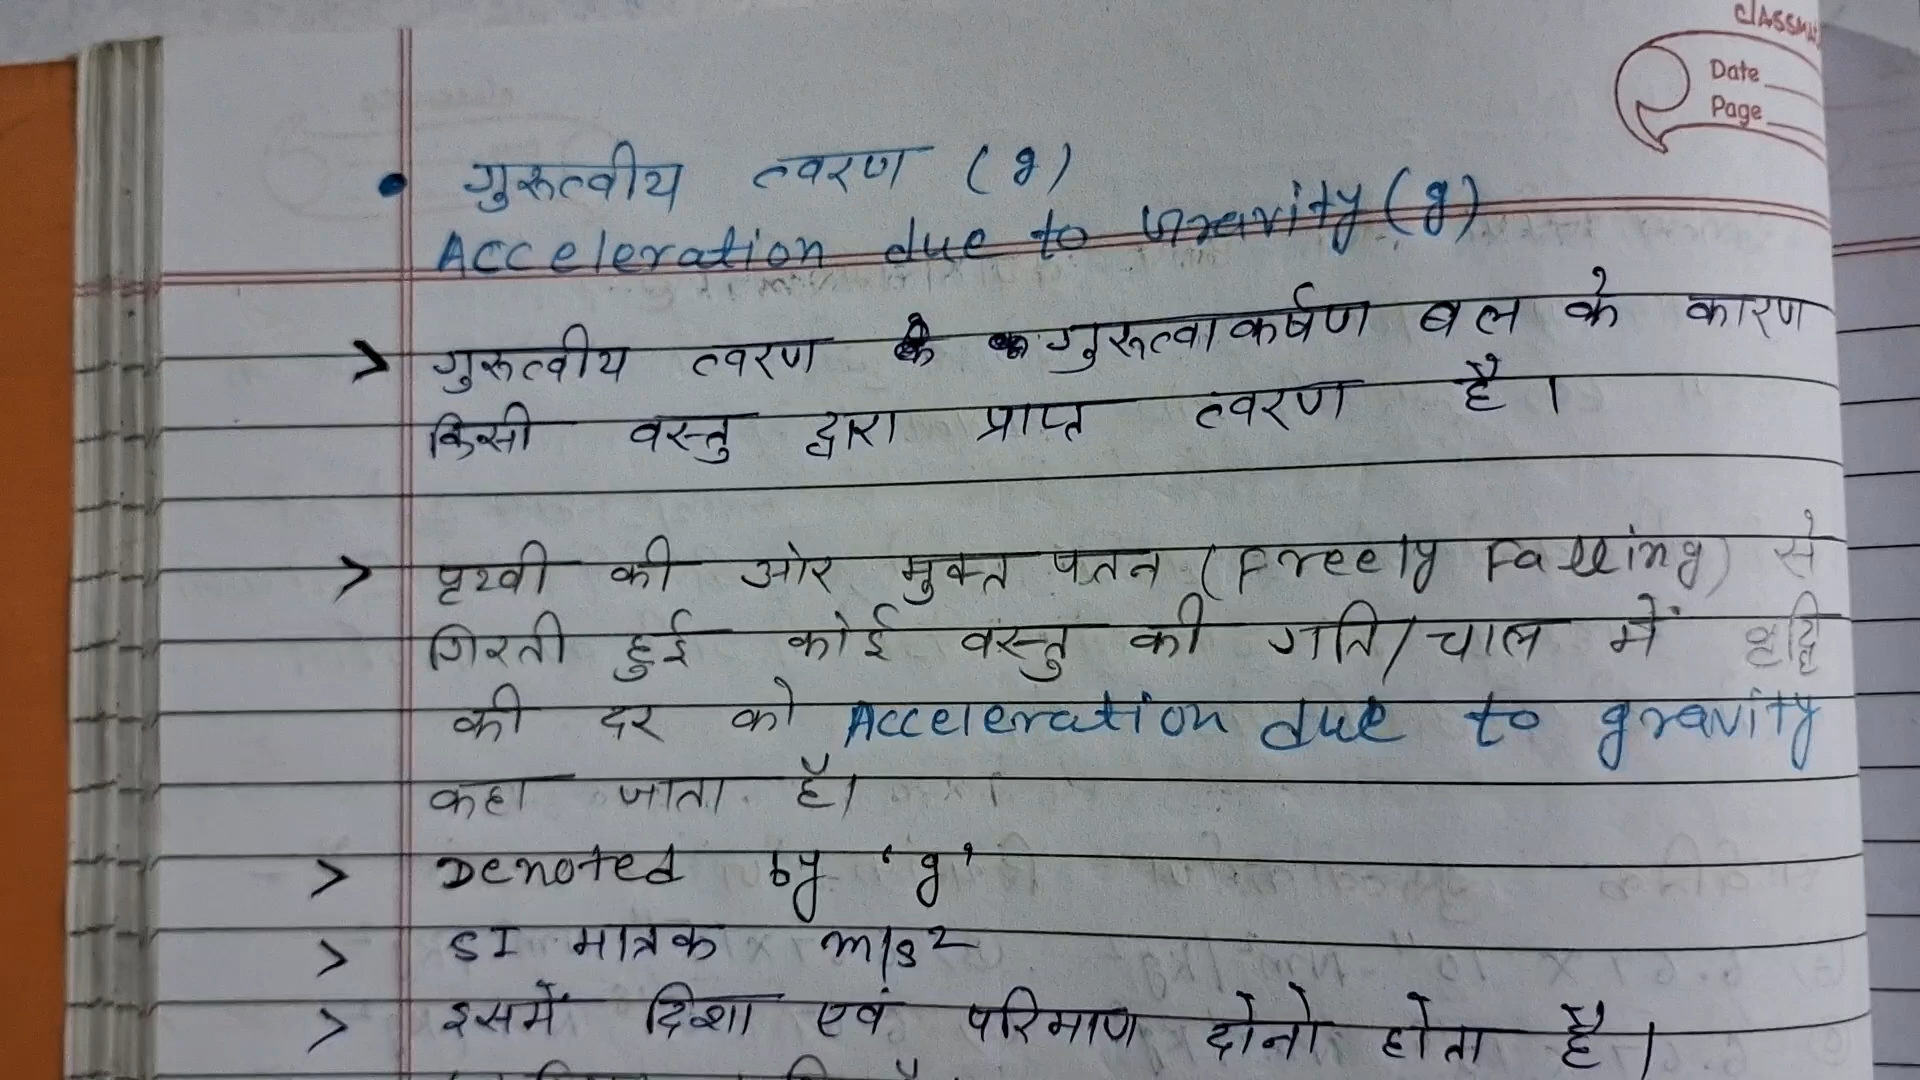 classmate
Date
Page
• गुरुत्वीय त्वरण (g)
Acceleration due to Gravity (g)
> गुरुत्वीय त्वरण के गुरुत्वाकर्षण बल के कारण
किसी वस्तु द्वारा प्राप्त त्वरण है।
> पृथ्वी की ओर मुक्त पतन (Freely Falling) से
गिरती हुई कोई वस्तु की गति/चाल में वृद्धि
की दर को Acceleration due to gravity
कहा जाता है।
> Denoted by 'g'
> SI मात्रक m/s²
> इसमें दिशा एवं परिमाण दोनो होता है।